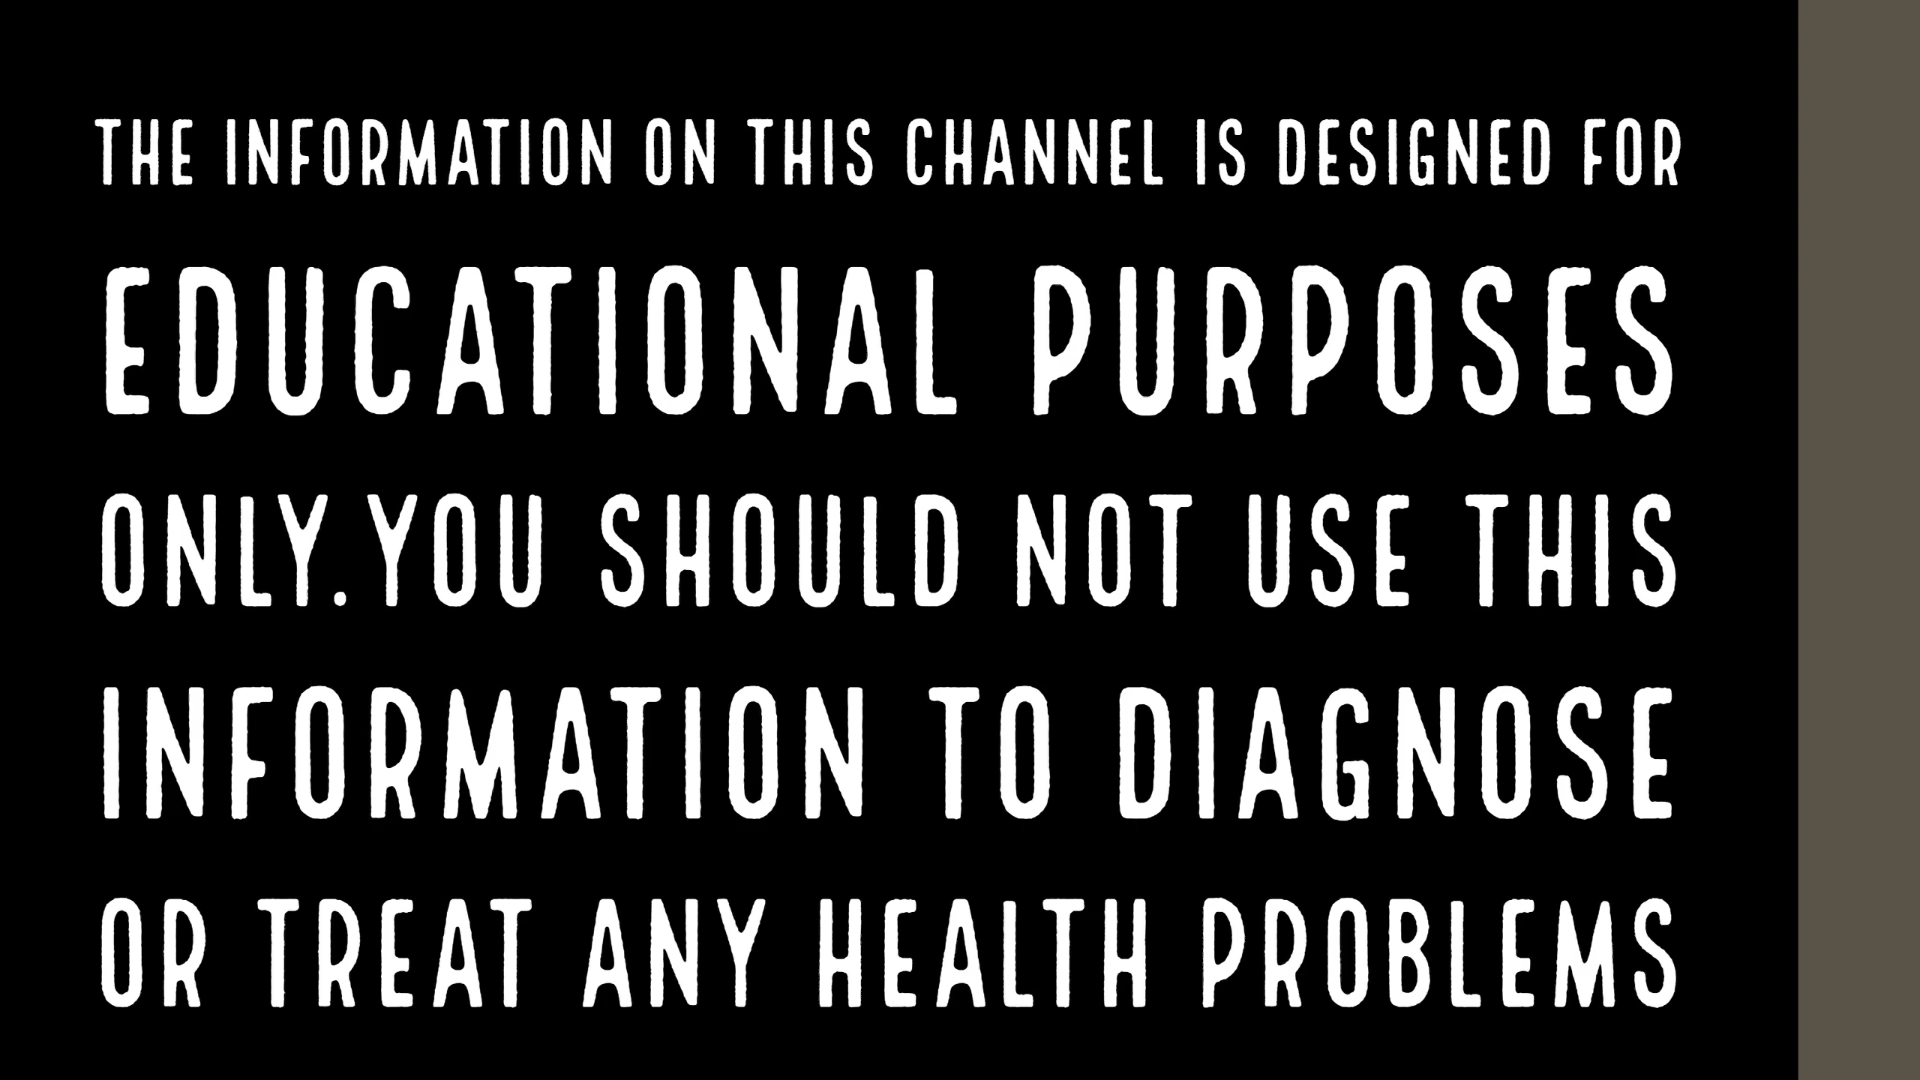 THE INFORMATION ON THIS CHANNEL IS DESIGNED FOR
EDUCATIONAL PURPOSES
ONLY.YOU SHOULD NOT USE THIS
INFORMATION TO DIAGNOSE
OR TREAT ANY HEALTH PROBLEMS